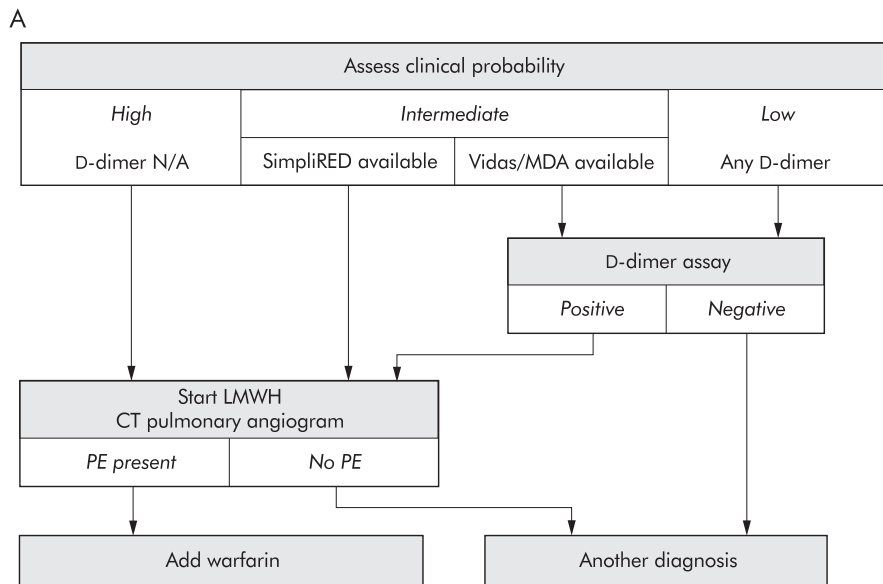 A
Assess clinical probability
High
Intermediate
Low
D-dimer N/A
SimpliRED available
Vidas/MDA available
Any D-dimer
D-dimer assay
Positive
Negative
Start LMWH
CT pulmonary angiogram
PE present
No PE
Add warfarin
Another diagnosis